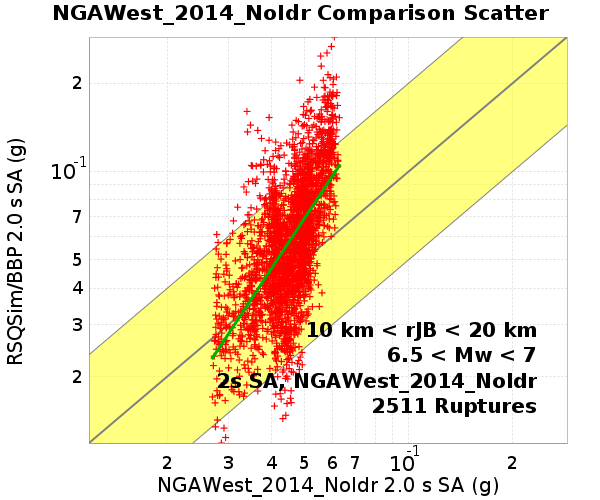 NGAWest_2014_NoIdr Comparison Scatter
RSQSim/BBP 2.0 s SA (g)
2
10-1
7
5
4
3
2
10 km < rJB < 20 km
6.5 < Mw < 7
2s SA, NGAWest_2014_NoIdr
2511 Ruptures
2 3 4 5 6 7 10-1 2
NGAWest_2014_NoIdr 2.0 s SA (g)